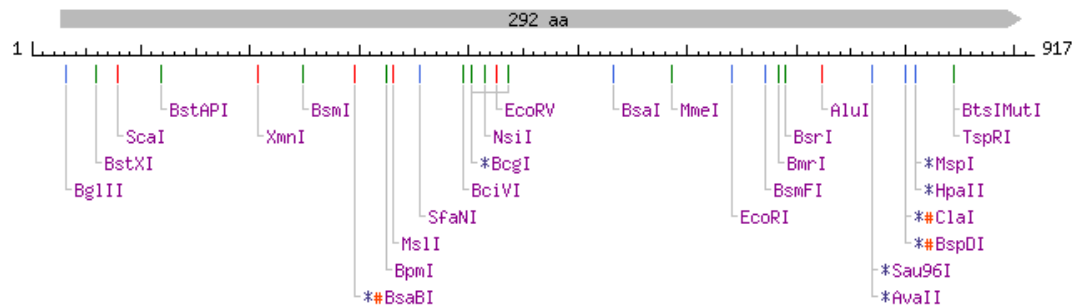 292 aa
1 917
BstAPI BsmI EcoRV BsaI MmeI AluI BtsIMutI
ScaI XmnI NsiI BsrI TspRI
BstXI *BcgI BmrI *MspI
BglII BciVI BsmFI *HpaII
SfaNI EcoRI *#ClaI
MslI *#BspDI
BpmI *Sau96I
*#BsaBI *AvaII